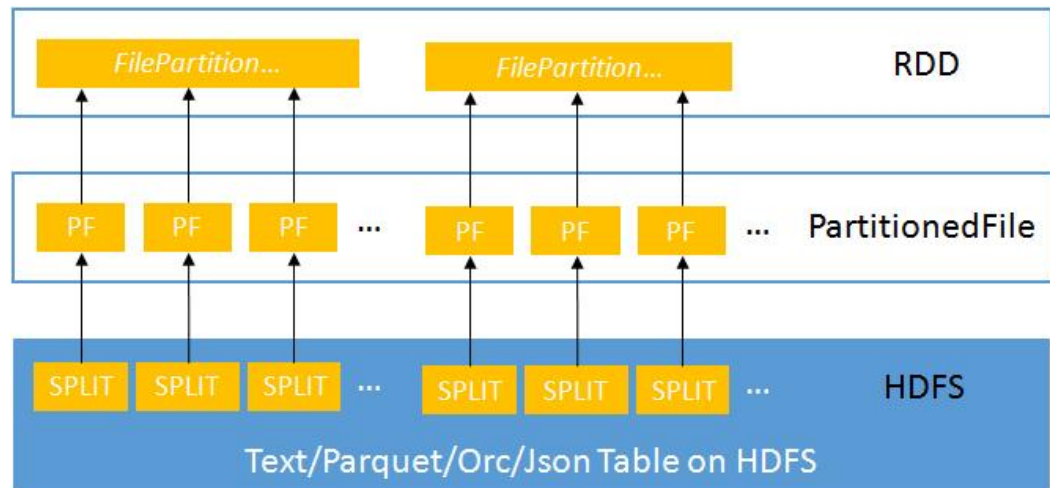 FilePartition... FilePartition... RDD
PF PF PF ... PF PF PF ... PartitionedFile
SPLIT SPLIT SPLIT ... SPLIT SPLIT SPLIT ... HDFS
Text/Parquet/Orc/Json Table on HDFS